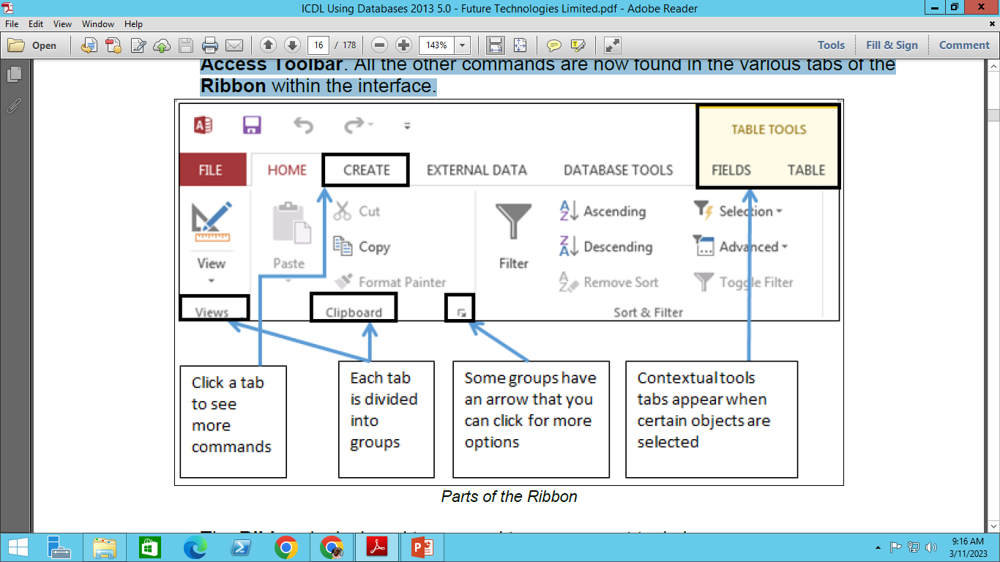 ICDL Using Databases 2013 5.0 - Future Technologies Limited.pdf - Adobe Reader
File Edit View Window Help
Open 16 / 178 143% Tools Fill & Sign Comment
Access Toolbar. All the other commands are now found in the various tabs of the
Ribbon within the interface.
TABLE TOOLS
FILE HOME CREATE EXTERNAL DATA DATABASE TOOLS FIELDS TABLE
View
Views
Paste
Cut
Copy
Format Painter
Clipboard
Filter
Ascending
Descending
Remove Sort
Selection
Advanced
Toggle Filter
Sort & Filter
Click a tab
to see
more
commands
Each tab
is divided
into
groups
Some groups have
an arrow that you
can click for more
options
Contextual tools
tabs appear when
certain objects are
selected
Parts of the Ribbon
9:16 AM
3/11/2023